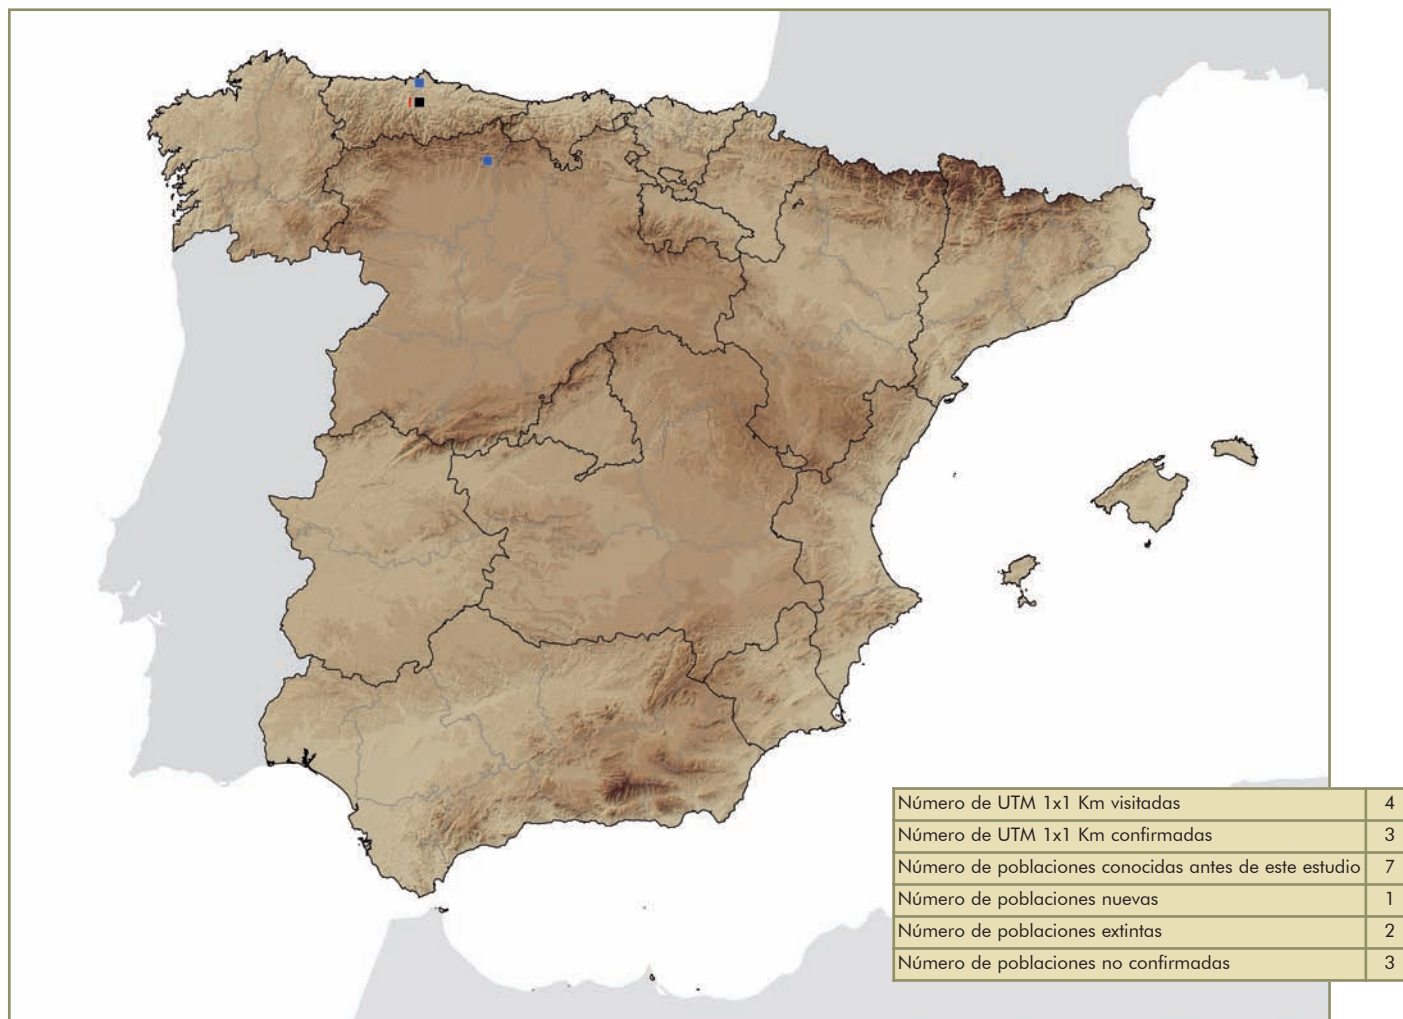 Número de UTM 1x1 Km visitadas 4
Número de UTM 1x1 Km confirmadas 3
Número de poblaciones conocidas antes de este estudio 7
Número de poblaciones nuevas 1
Número de poblaciones extintas 2
Número de poblaciones no confirmadas 3